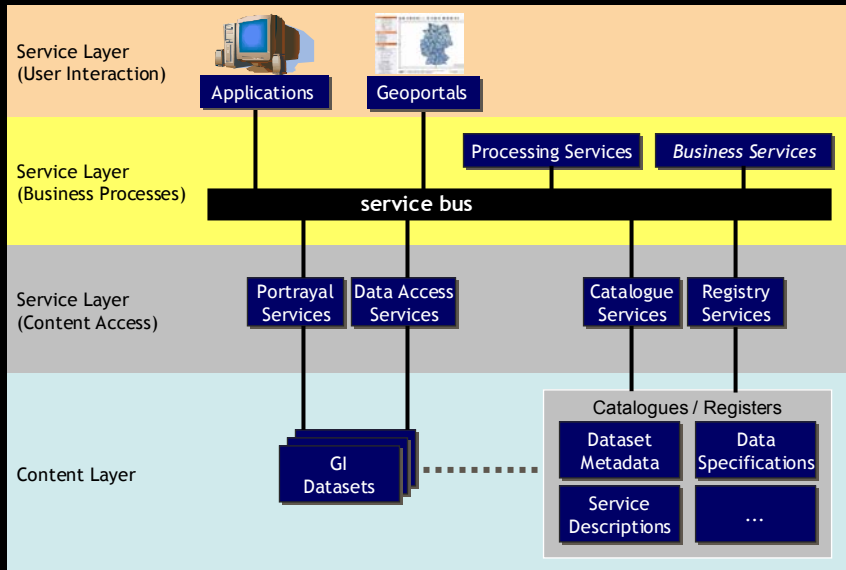 Service Layer
(User Interaction)
Applications
Geoportals
Service Layer
(Business Processes)
Processing Services
Business Services
service bus
Service Layer
(Content Access)
Portrayal
Services
Data Access
Services
Catalogue
Services
Registry
Services
Content Layer
GI
Datasets
Catalogues / Registers
Dataset
Metadata
Data
Specifications
Service
Descriptions
...